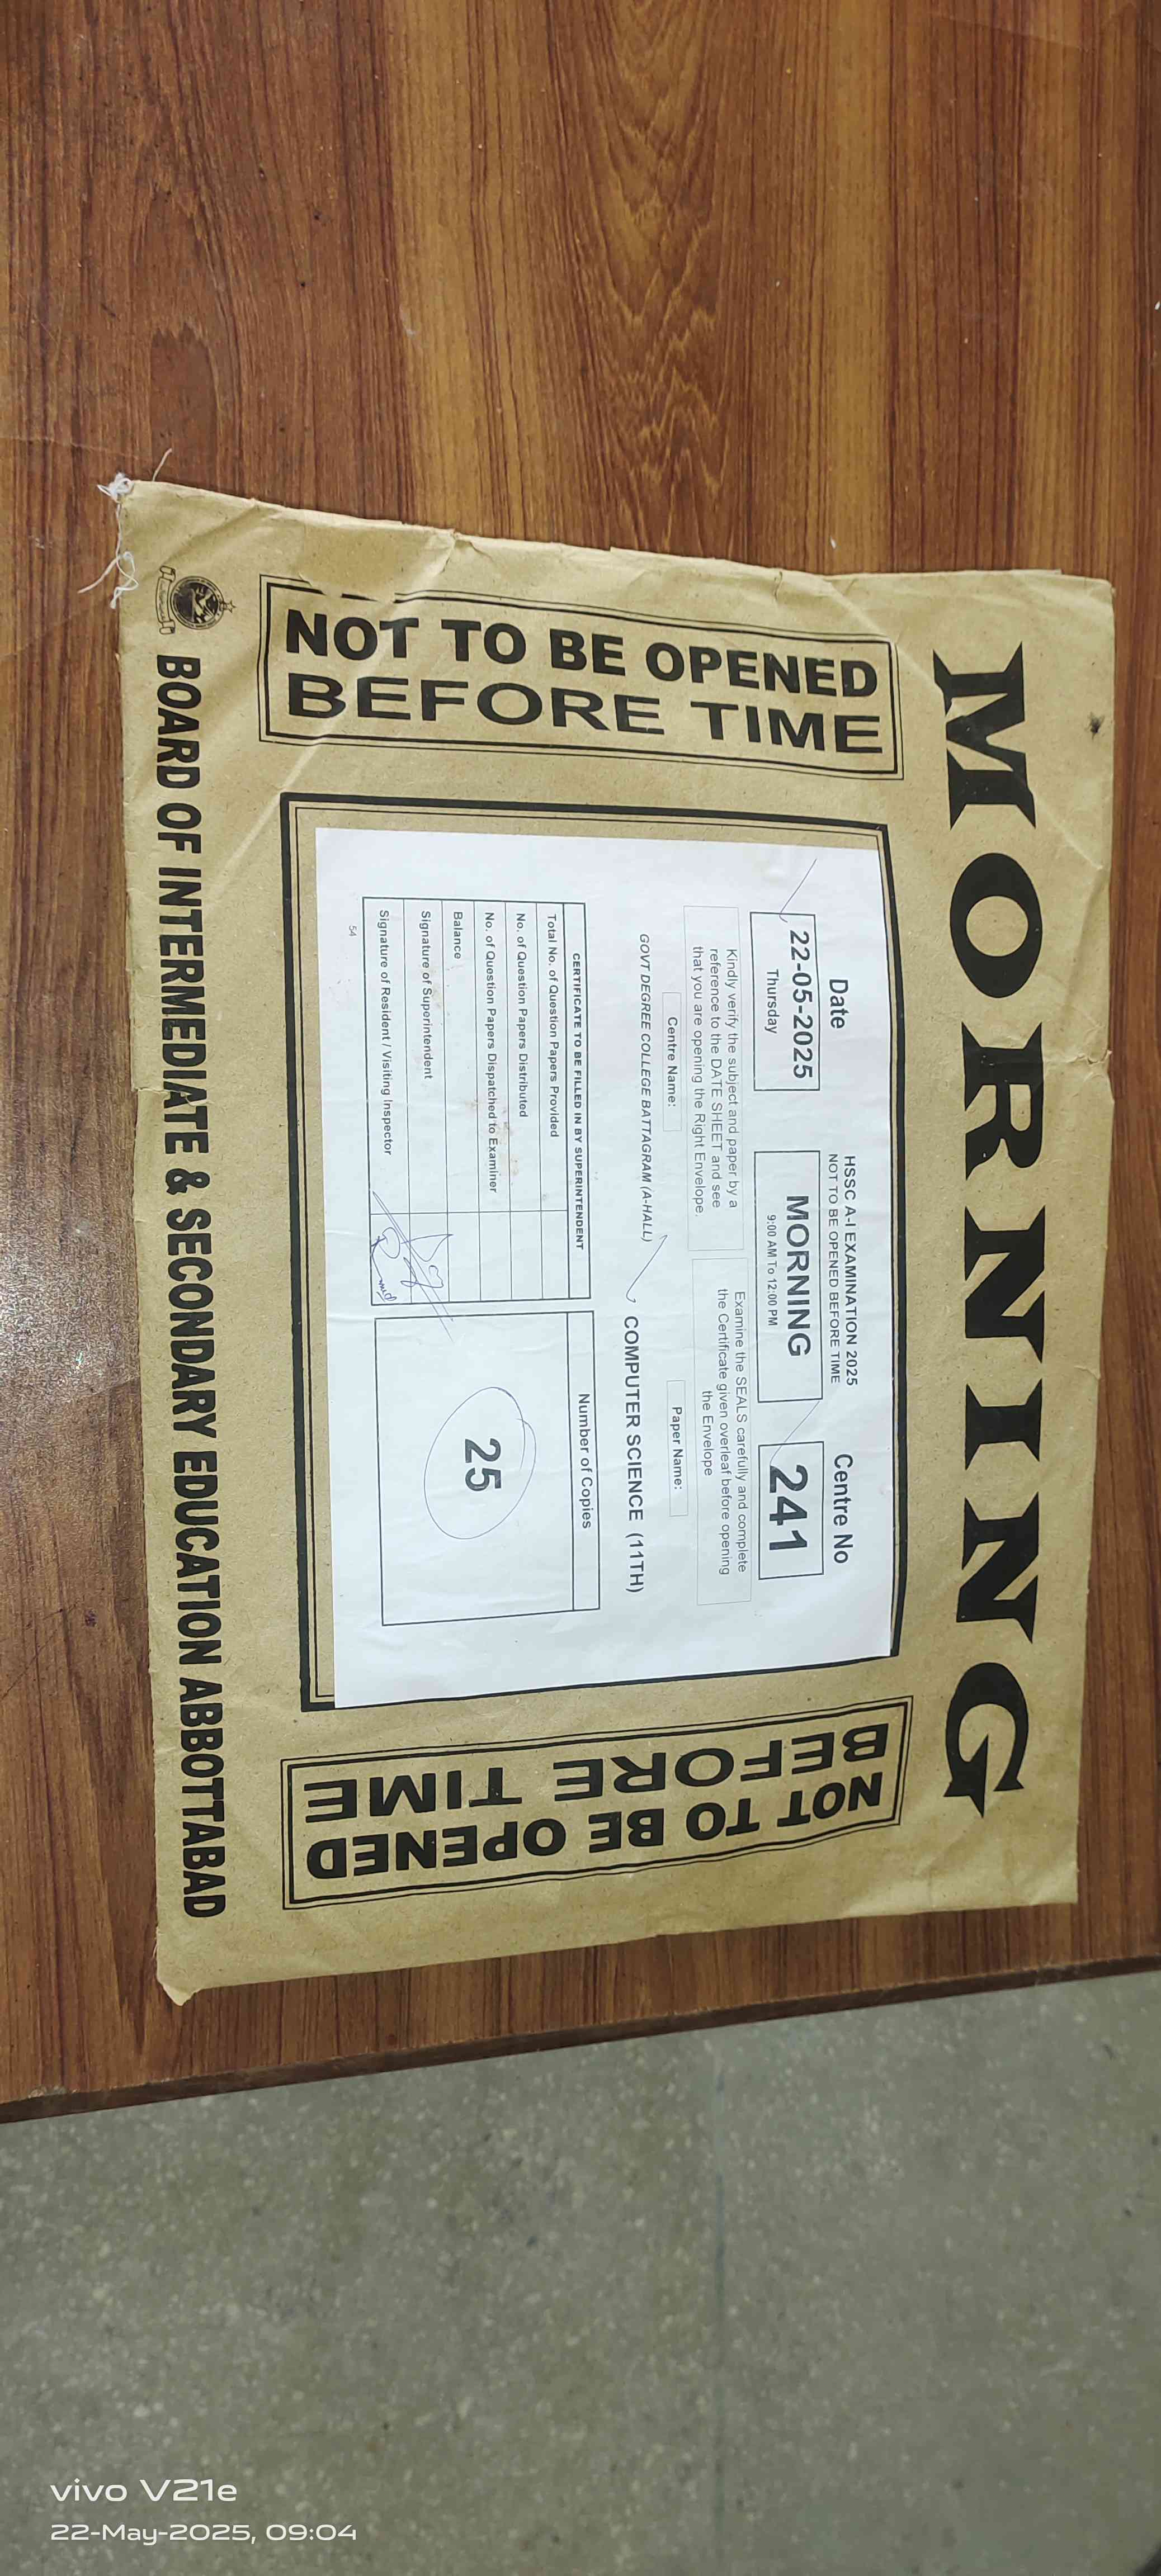 MORNING
NOT TO BE OPENED
BEFORE TIME
Date
HSSC A-I EXAMINATION 2025
NOT TO BE OPENED BEFORE TIME
Centre No
22-05-2025
Thursday
MORNING
9:00 AM To 12:00 PM
241
Kindly verify the subject and paper by a
reference to the DATE SHEET and see
that you are opening the Right Envelope.
Examine the SEALS carefully and complete
the Certificate given overleaf before opening
the Envelope
Centre Name:
Paper Name:
GOVT DEGREE COLLEGE BATTAGRAM (A-HALL)
COMPUTER SCIENCE (11TH)
CERTIFICATE TO BE FILLED IN BY SUPERINTENDENT
Total No. of Question Papers Provided
No. of Question Papers Distributed
No. of Question Papers Dispatched to Examiner
Balance
Signature of Superintendent
Signature of Resident / Visiting Inspector
Number of Copies
25
54
NOT TO BE OPENED
BEFORE TIME
BOARD OF INTERMEDIATE & SECONDARY EDUCATION ABBOTTABAD
vivo V21e
22-May-2025, 09:04